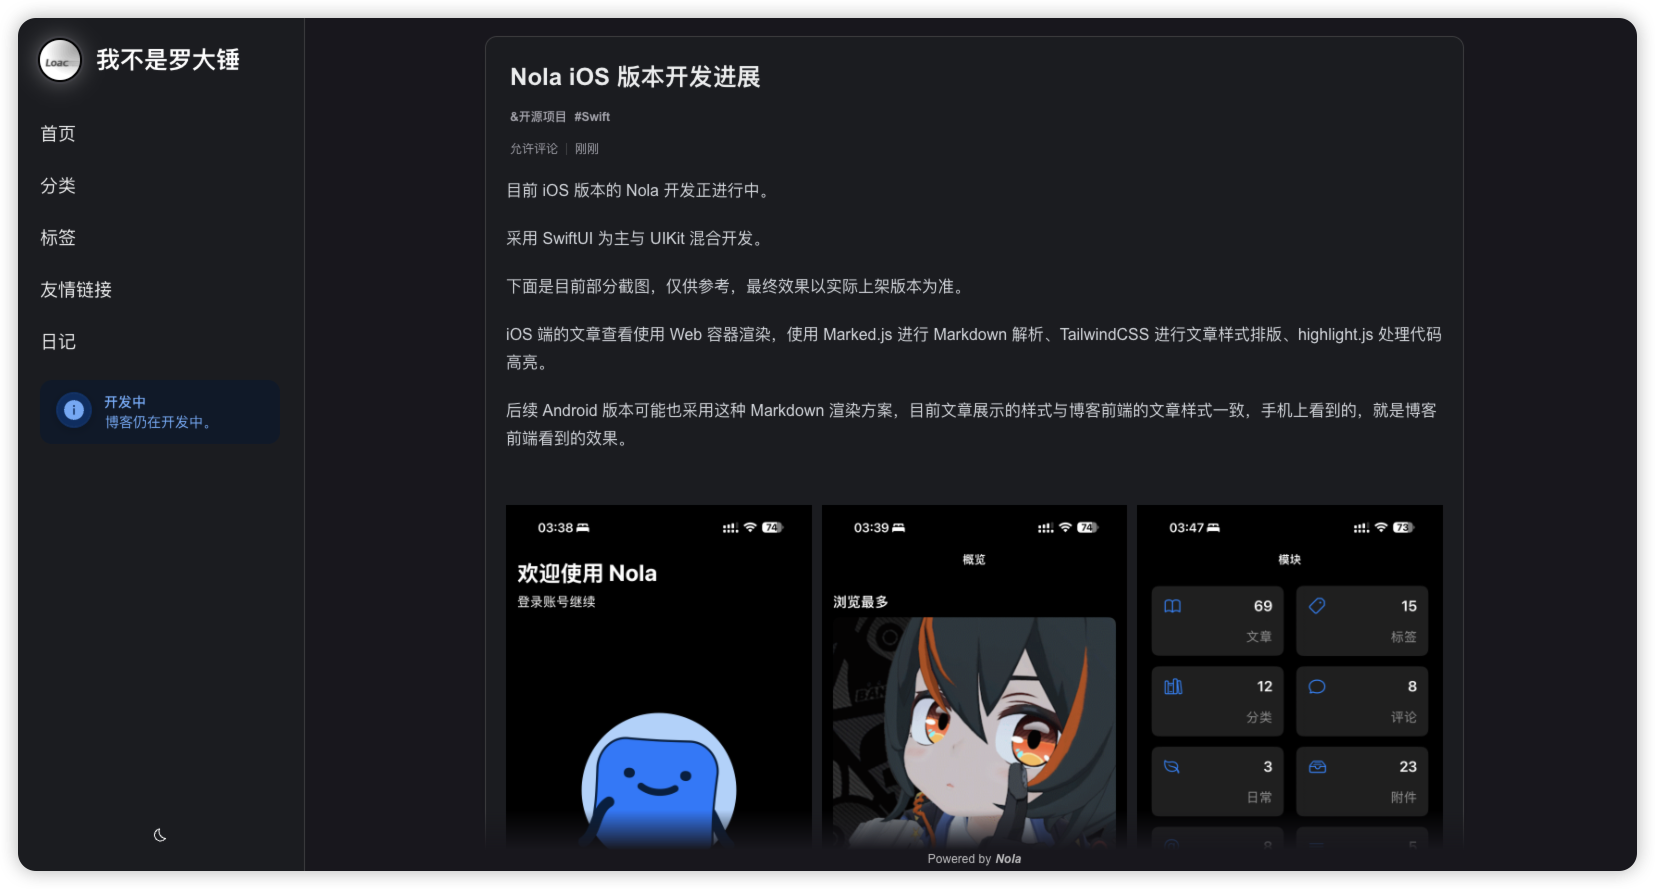 Loac
我不是罗大锤
首页
分类
标签
友情链接
日记
开发中
博客仍在开发中。
Nola iOS 版本开发进展
&开源项目 #Swift
允许评论 | 刚刚
目前 iOS 版本的 Nola 开发正进行中。
采用 SwiftUI 为主与 UIKit 混合开发。
下面是目前部分截图，仅供参考，最终效果以实际上架版本为准。
iOS 端的文章查看使用 Web 容器渲染，使用 Marked.js 进行 Markdown 解析、TailwindCSS 进行文章样式排版、highlight.js 处理代码
高亮。
后续 Android 版本可能也采用这种 Markdown 渲染方案，目前文章展示的样式与博客前端的文章样式一致，手机上看到的，就是博客
前端看到的效果。
03:38 74
欢迎使用 Nola
登录账号继续
03:39 74
概览
浏览最多
03:47 73
模块
69 15
文章 标签
12 8
分类 评论
3 23
日常 附件
8 5
Powered by Nola